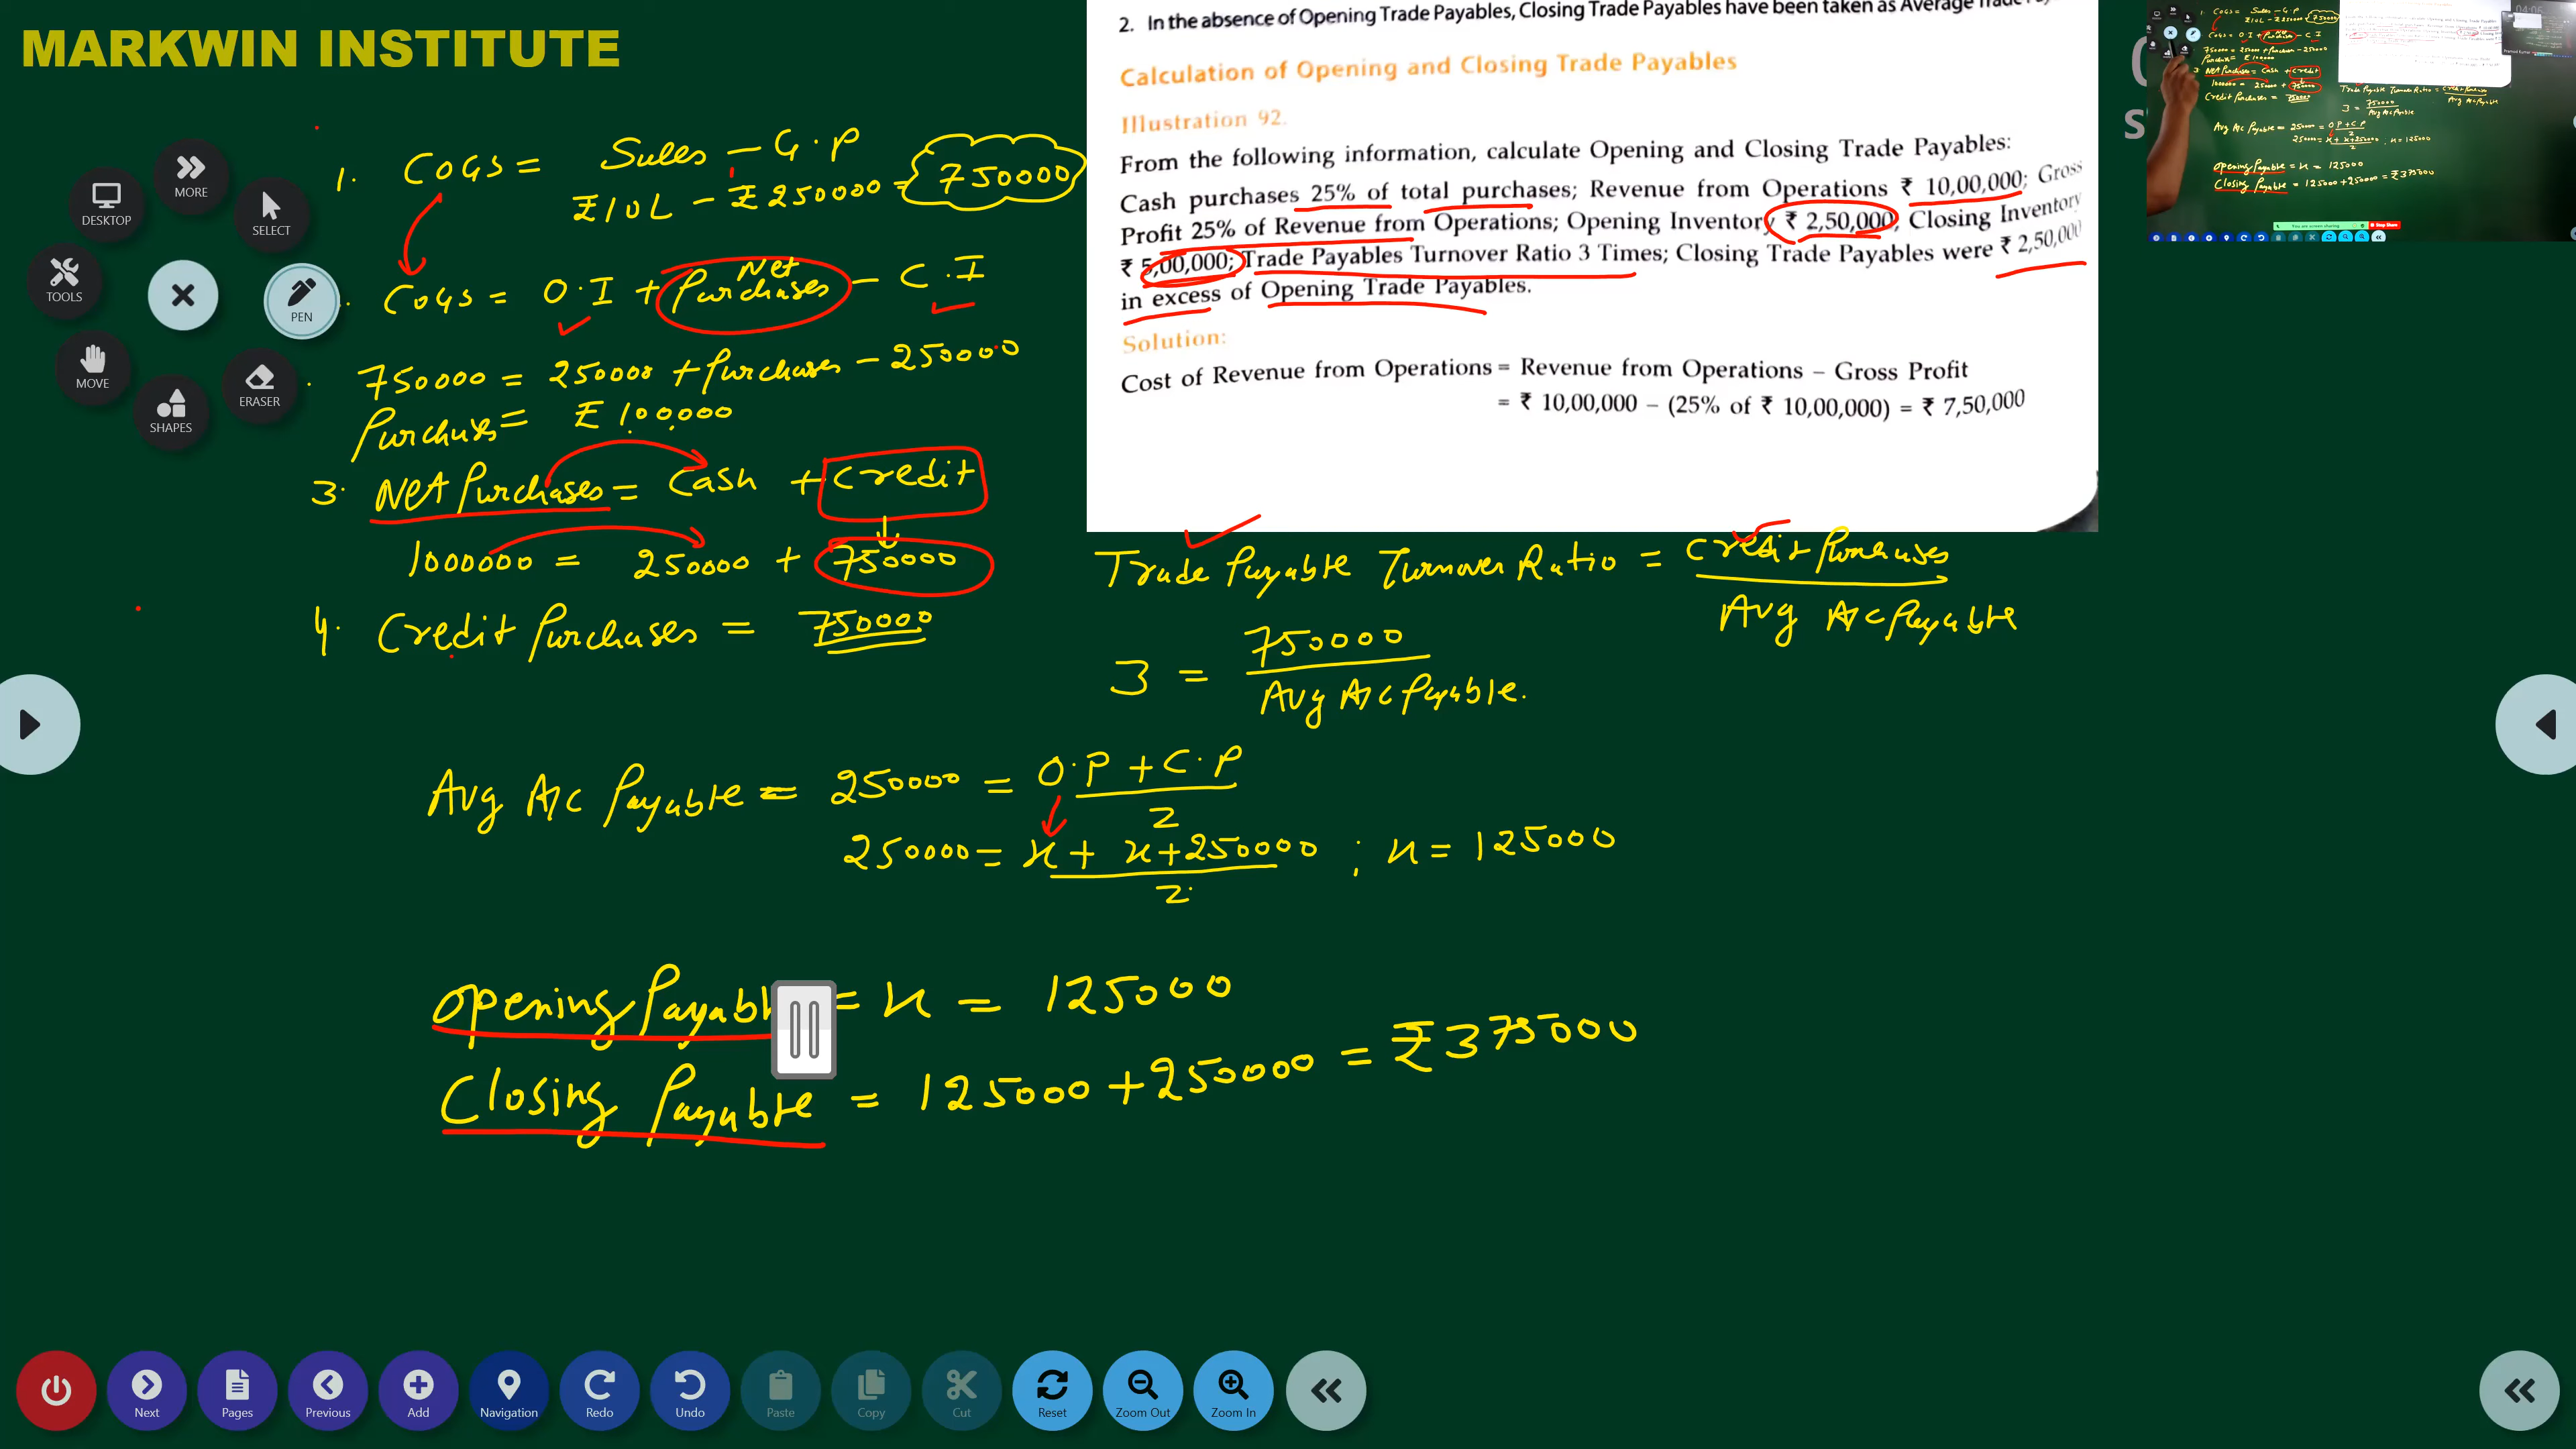 MARKWIN INSTITUTE
1. COGS = Sales - G.P
₹10L - ₹250000 = 750000
COGS = O.I + Net Purchases - C.I
750000 = 250000 + Purchases - 250000
Purchases = ₹100,000
3. Net Purchases = Cash + Credit
1000000 = 250000 + 750000
4. Credit Purchases = 750000
2. In the absence of Opening Trade Payables, Closing Trade Payables have been taken as Average Trade
Calculation of Opening and Closing Trade Payables
Illustration 92.
From the following information, calculate Opening and Closing Trade Payables:
Cash purchases 25% of total purchases; Revenue from Operations ₹ 10,00,000; Gross
Profit 25% of Revenue from Operations; Opening Inventory ₹ 2,50,000; Closing Inventory
₹ 5,00,000; Trade Payables Turnover Ratio 3 Times; Closing Trade Payables were ₹ 2,50,000
in excess of Opening Trade Payables.
Solution:
Cost of Revenue from Operations = Revenue from Operations – Gross Profit
= ₹ 10,00,000 – (25% of ₹ 10,00,000) = ₹ 7,50,000
Trade Payable Turnover Ratio = Credit Purchases
Avg A/c Payable
3 = 750000
Avg A/c Payable.
Avg A/c Payable = 250000 = O.P + C.P
2
250000 = x + x+250000 ; x = 125000
2
Opening Payabl = x = 125000
Closing Payable = 125000 + 250000 = ₹375000
DESKTOP
MORE
SELECT
TOOLS
PEN
MOVE
SHAPES
ERASER
Next
Pages
Previous
Add
Navigation
Redo
Undo
Paste
Copy
Cut
Reset
Zoom Out
Zoom In